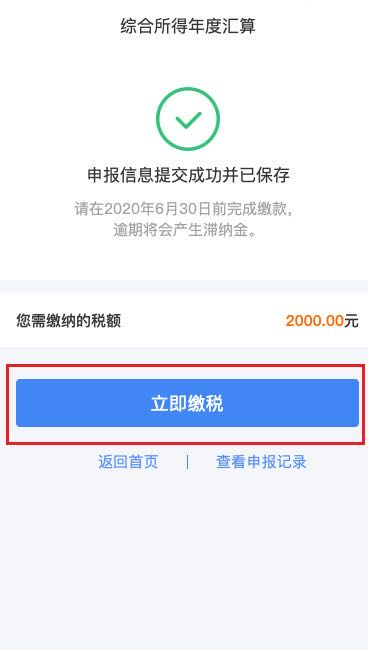 综合所得年度汇算
申报信息提交成功并已保存
请在2020年6月30日前完成缴款，
逾期将会产生滞纳金。
您需缴纳的税额 2000.00元
立即缴税
返回首页 | 查看申报记录